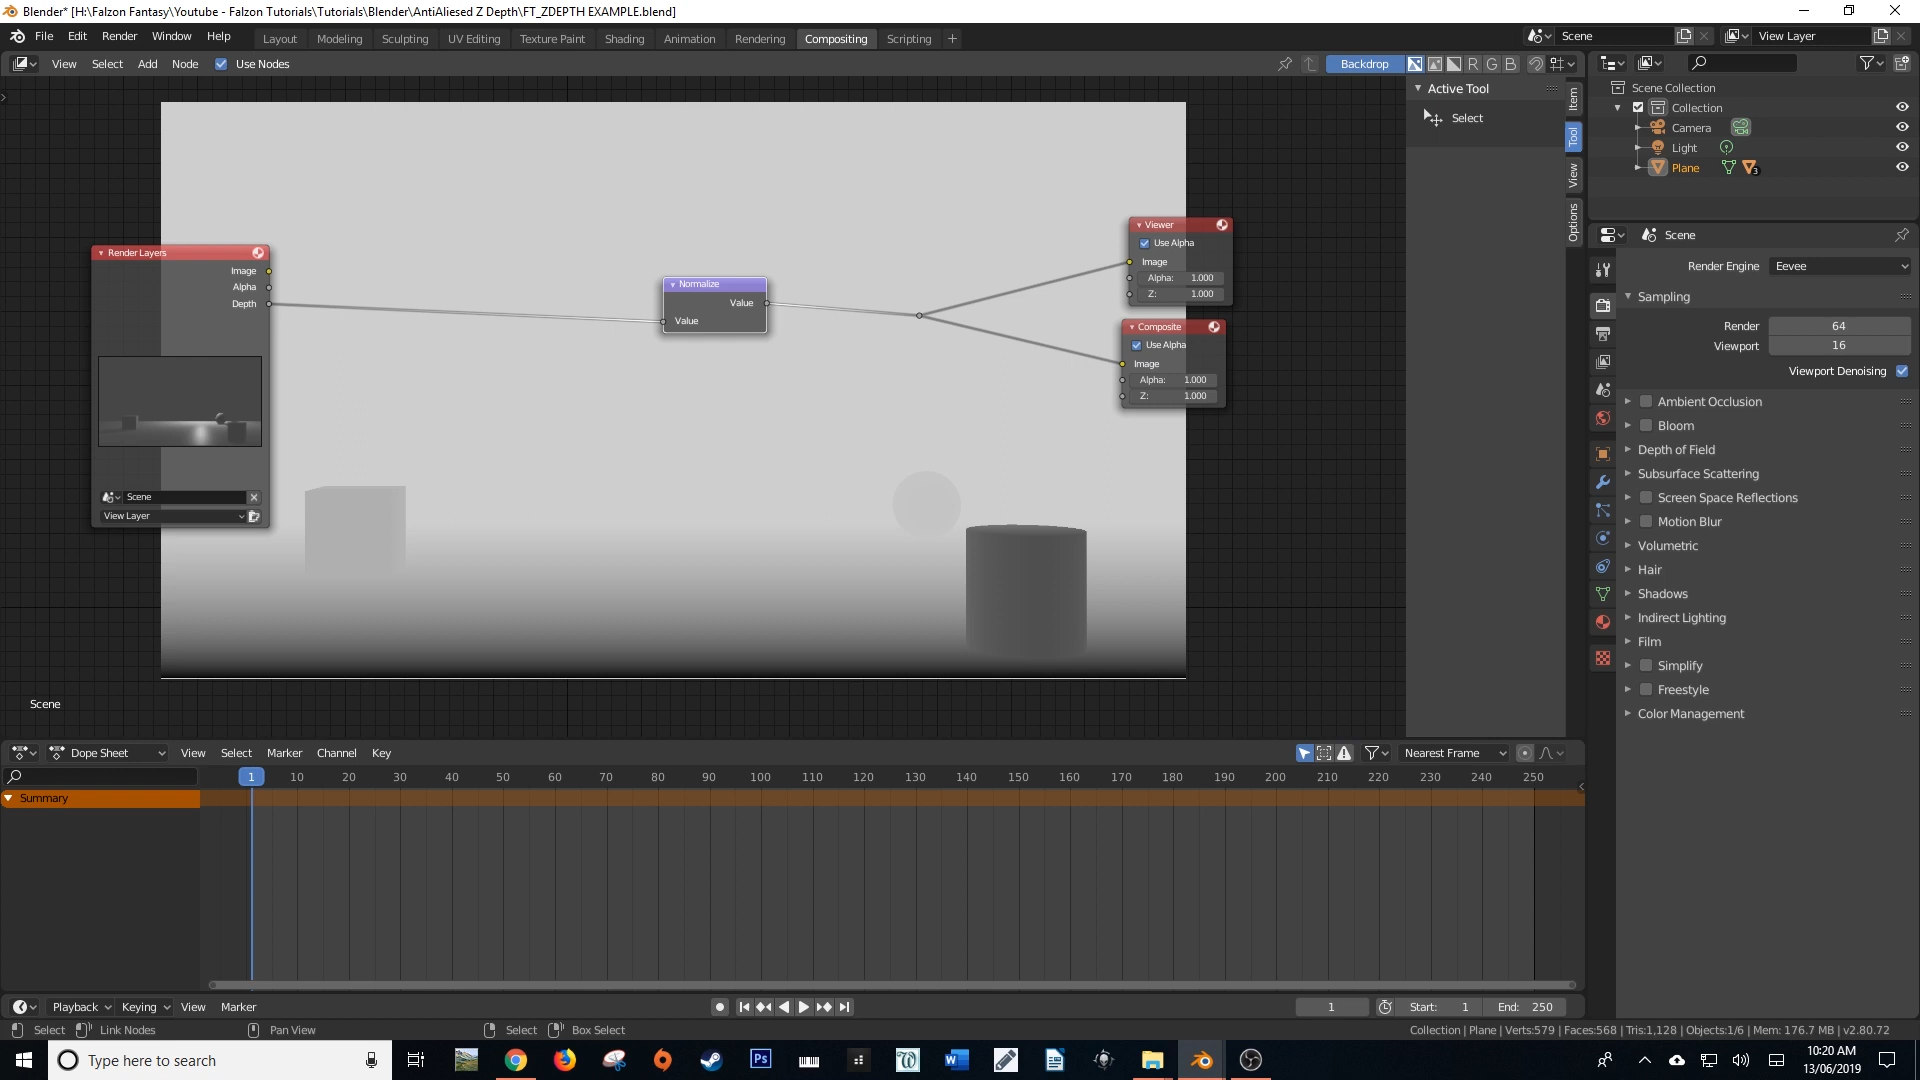 Blender* [H:\Falzon Fantasy\Youtube - Falzon Tutorials\Tutorials\Blender\AntiAliesed Z Depth\FT_ZDEPTH EXAMPLE.blend]
File Edit Render Window Help Layout Modeling Sculpting UV Editing Texture Paint Shading Animation Rendering Compositing Scripting + Scene View Layer
View Select Add Node Use Nodes Backdrop R G B
Active Tool
Select
Item
Tool
View
Options
Scene Collection
Collection
Camera
Light
Plane 3
Render Layers
Image
Alpha
Depth
Scene
View Layer
Normalize
Value
Value
Viewer
Use Alpha
Image
Alpha: 1.000
Z: 1.000
Composite
Use Alpha
Image
Alpha: 1.000
Z: 1.000
Scene
Scene
Render Engine Eevee
Sampling
Render 64
Viewport 16
Viewport Denoising
Ambient Occlusion
Bloom
Depth of Field
Subsurface Scattering
Screen Space Reflections
Motion Blur
Volumetric
Hair
Shadows
Indirect Lighting
Film
Simplify
Freestyle
Color Management
Dope Sheet View Select Marker Channel Key Nearest Frame
1 10 20 30 40 50 60 70 80 90 100 110 120 130 140 150 160 170 180 190 200 210 220 230 240 250
Summary
Playback Keying View Marker 1 Start: 1 End: 250
Select Link Nodes Pan View Select Box Select Collection | Plane | Verts:579 | Faces:568 | Tris:1,128 | Objects:1/6 | Mem: 176.7 MB | v2.80.72
Type here to search Ps W 10:20 AM
13/06/2019